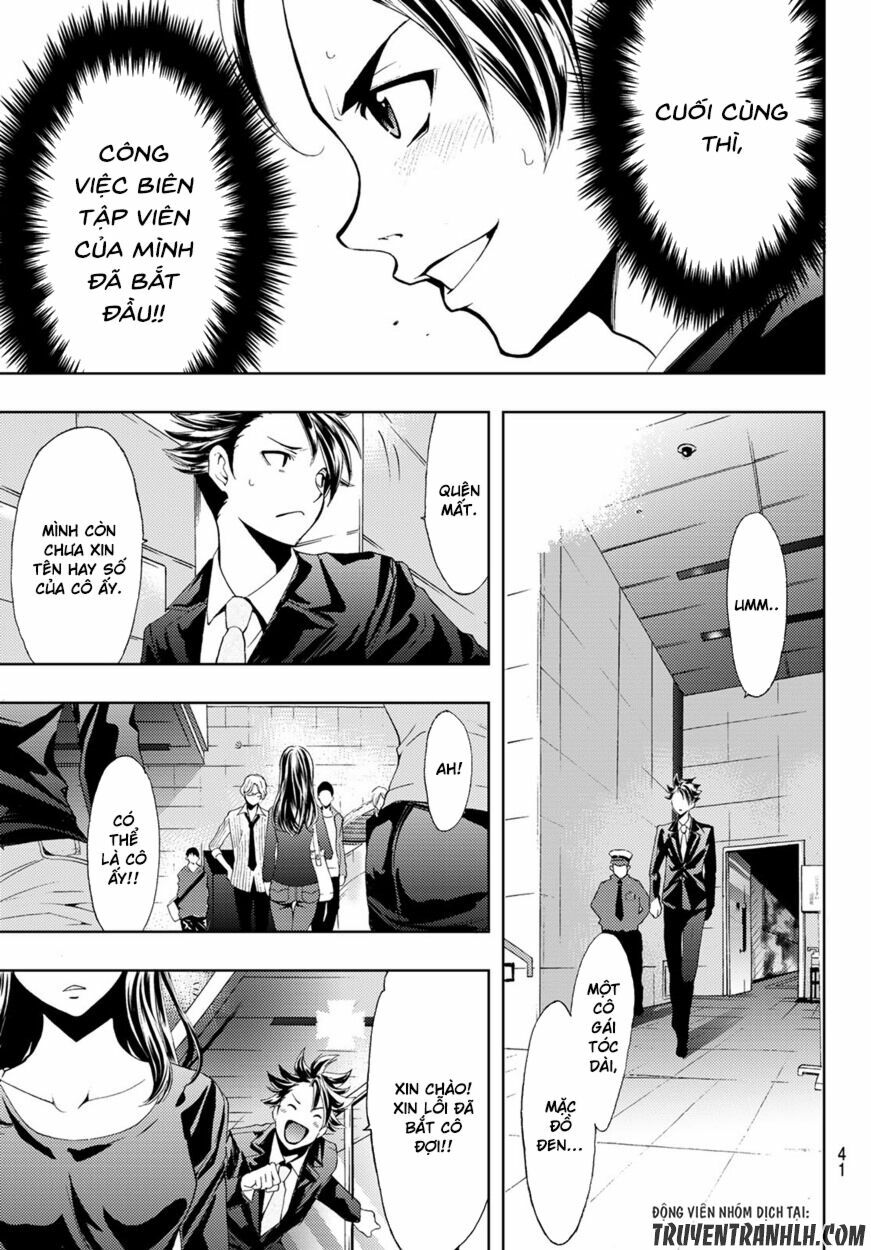 CUỐI CÙNG
THÌ,
CÔNG
VIỆC BIÊN
TẬP VIÊN
CỦA MÌNH
ĐÃ BẮT
ĐẦU!!
UMM..
MỘT
CÔ
GÁI
TÓC
DÀI,
MẶC
ĐỒ
ĐEN...
QUÊN
MẤT.
MÌNH CÒN
CHƯA XIN
TÊN HAY SỐ
CỦA CÔ ẤY.
AH!
CÓ
THỂ
LÀ CÔ
ẤY!!
XIN CHÀO!
XIN LỖI ĐÃ
BẮT CÔ
ĐỢI!!
41
ĐỘNG VIÊN NHÓM DỊCH TẠI:
TRUYENTRANHLH.COM